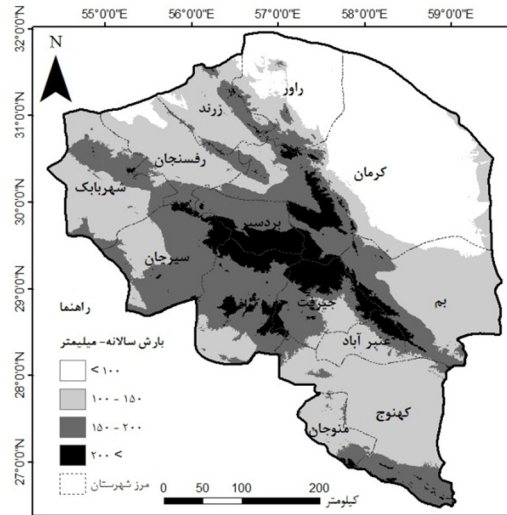 55°0'0"E 56°0'0"E 57°0'0"E 58°0'0"E 59°0'0"E
32°0'0"N
31°0'0"N
30°0'0"N
29°0'0"N
28°0'0"N
27°0'0"N
N
راور
زرند
رفسنجان
کرمان
شهربابک
بردسیر
سیرجان
جیرفت
بم
عنبر آباد
کهنوج
منوجان
راهنما
بارش سالانه- میلیمتر
< ۱۰۰
۱۰۰ - ۱۵۰
۱۵۰ - ۲۰۰
۲۰۰ >
مرز شهرستان
0 50 100 200
کیلومتر